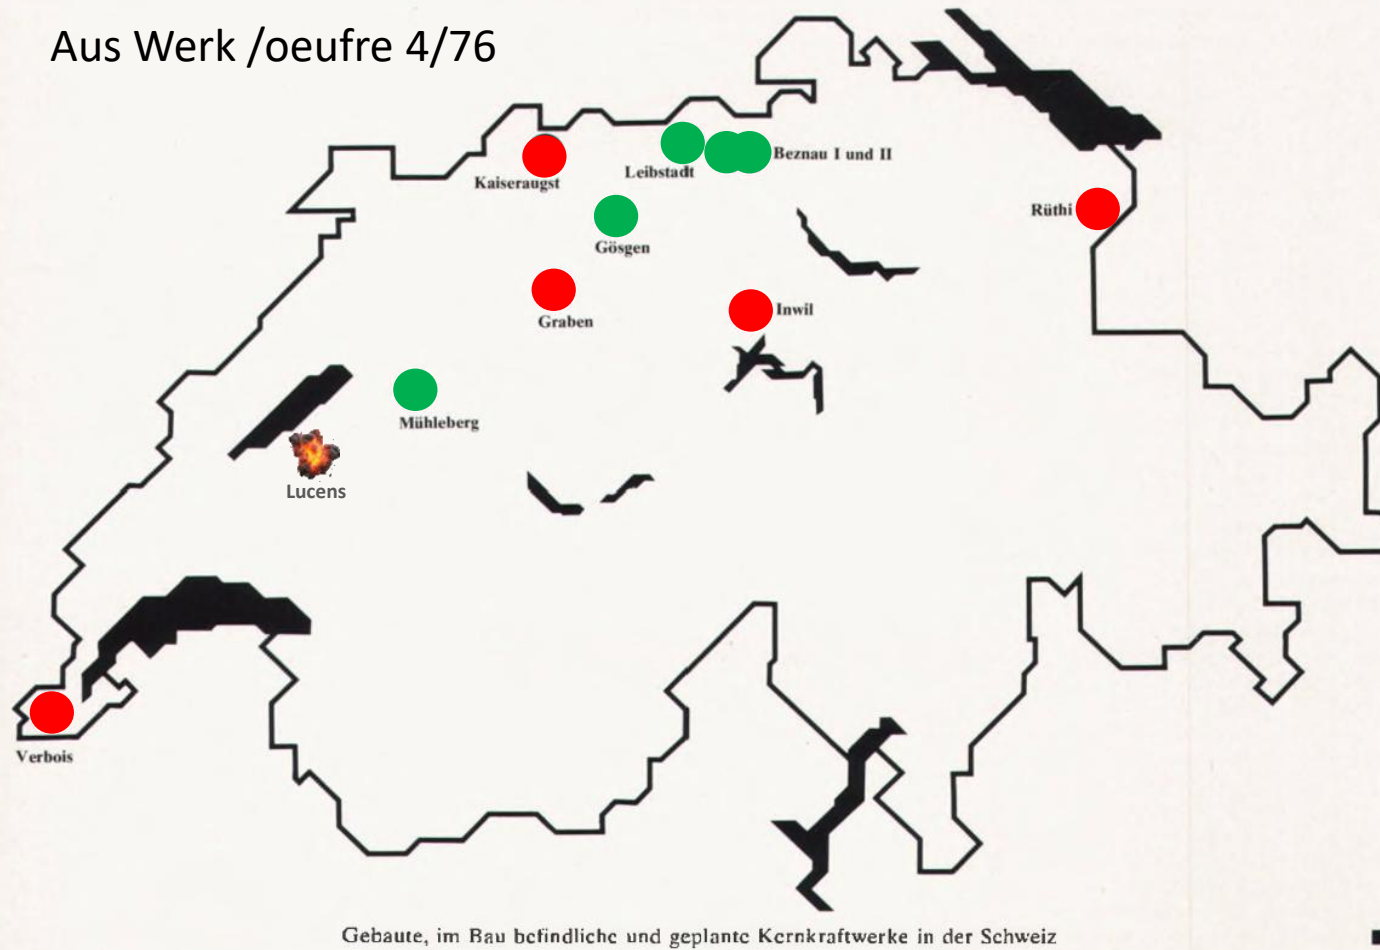 Aus Werk /oeufre 4/76
Kaiseraugst
Leibstadt
Beznau I und II
Rüthi
Gösgen
Graben
Inwil
Mühleberg
Lucens
Verbois
Gebaute, im Bau befindliche und geplante Kernkraftwerke in der Schweiz